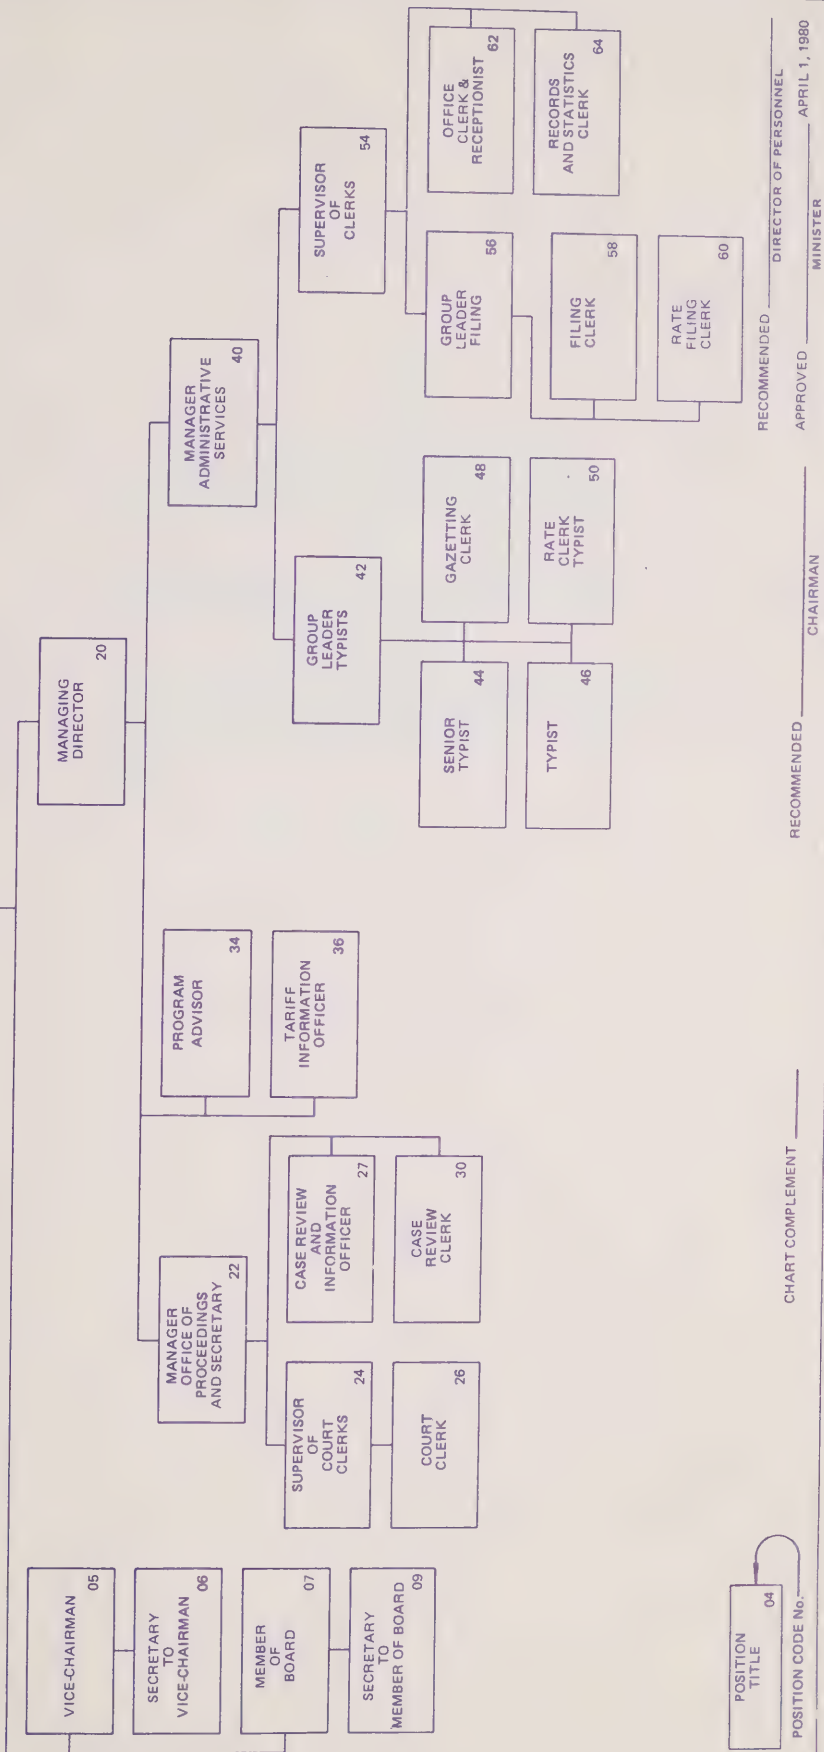 VICE-CHAIRMAN
05
SECRETARY
TO
VICE-CHAIRMAN
06
MEMBER
OF
BOARD
07
SECRETARY
TO
MEMBER OF BOARD
09
MANAGING
DIRECTOR
20
MANAGER
OFFICE OF
PROCEEDINGS
AND SECRETARY
22
SUPERVISOR
OF
COURT
CLERKS
24
COURT
CLERK
26
CASE REVIEW
AND
INFORMATION
OFFICER
27
CASE
REVIEW
CLERK
30
PROGRAM
ADVISOR
34
TARIFF
INFORMATION
OFFICER
36
MANAGER
ADMINISTRATIVE
SERVICES
40
GROUP
LEADER
TYPISTS
42
SENIOR
TYPIST
44
TYPIST
46
GAZETTING
CLERK
48
RATE
CLERK
TYPIST
50
SUPERVISOR
OF
CLERKS
54
GROUP
LEADER
FILING
56
FILING
CLERK
58
RATE
FILING
CLERK
60
OFFICE
CLERK &
RECEPTIONIST
62
RECORDS
AND STATISTICS
CLERK
64
POSITION
TITLE
04
POSITION CODE No.
CHART COMPLEMENT
RECOMMENDED
CHAIRMAN
RECOMMENDED
DIRECTOR OF PERSONNEL
APPROVED
MINISTER
APRIL 1, 1980